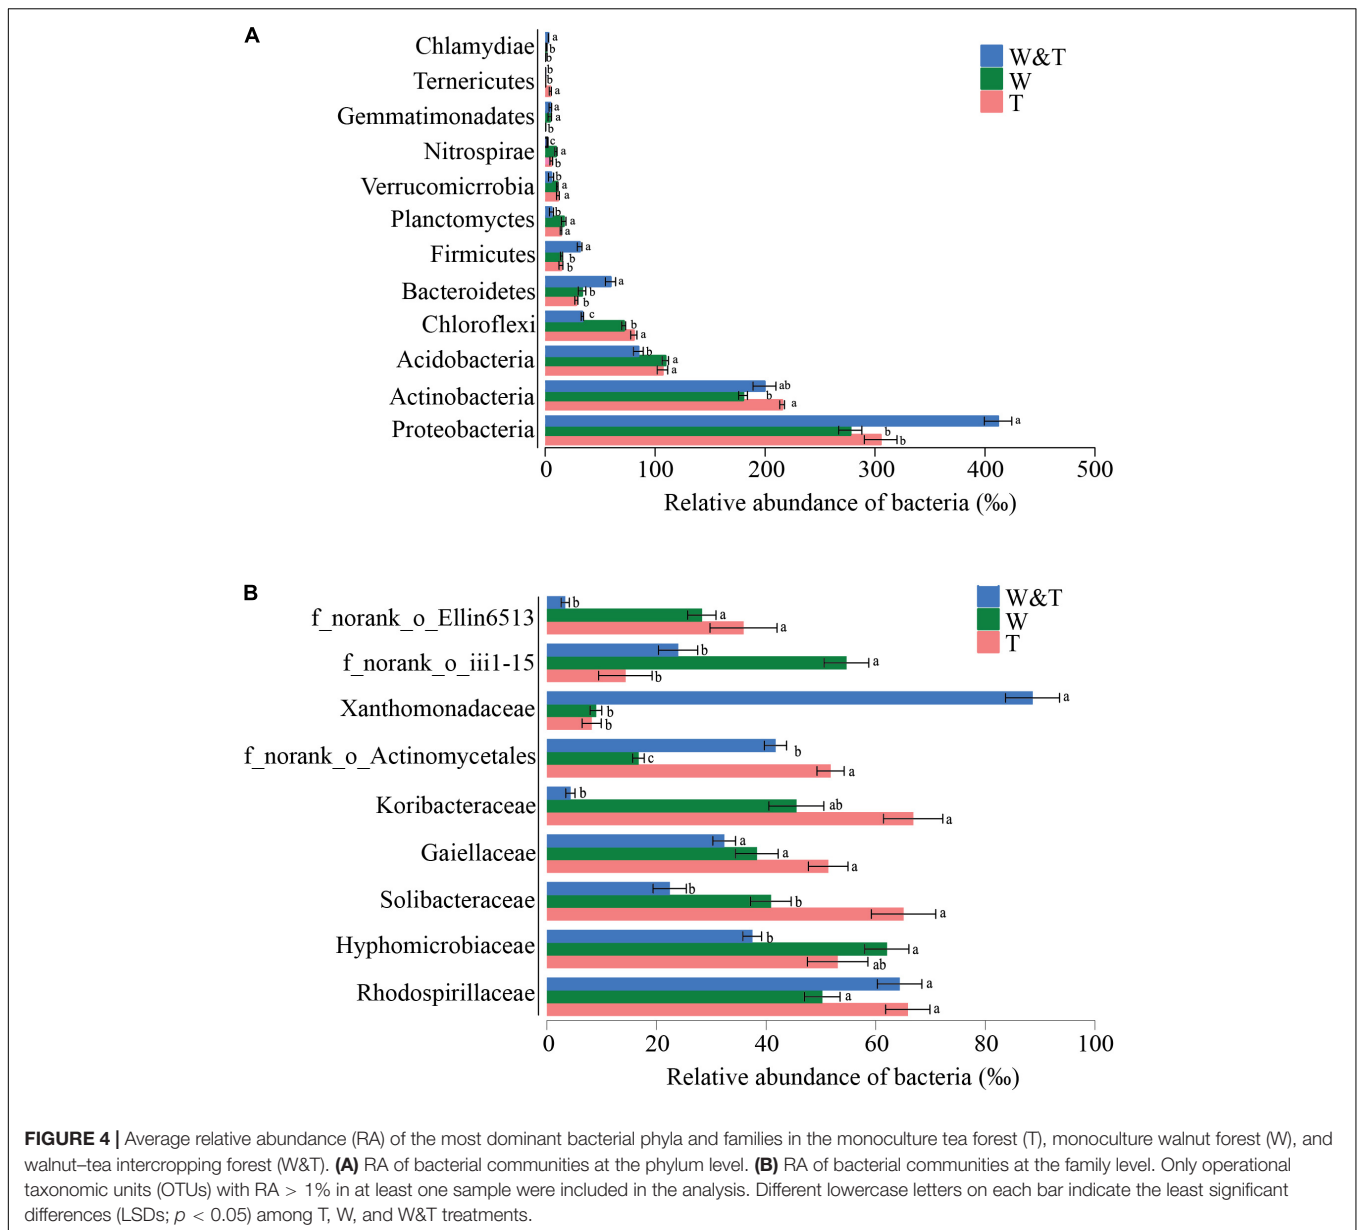 A
W&T
W
T
Chlamydiae a b b
Ternericutes b b a
Gemmatimonadates a a b
Nitrospirae c a b
Verrucomicrrobia b a a
Planctomyctes b a a
Firmicutes a b b
Bacteroidetes a b b
Chloroflexi c b a
Acidobacteria b a a
Actinobacteria ab b a
Proteobacteria a b b
0 100 200 300 400 500
Relative abundance of bacteria (‰)
B
W&T
W
T
f_norank_o_Ellin6513 b a a
f_norank_o_iii1-15 b a b
Xanthomonadaceae a b b
f_norank_o_Actinomycetales b c a
Koribacteraceae b ab a
Gaiellaceae a a a
Solibacteraceae b b a
Hyphomicrobiaceae b a ab
Rhodospirillaceae a a a
0 20 40 60 80 100
Relative abundance of bacteria (‰)
FIGURE 4 | Average relative abundance (RA) of the most dominant bacterial phyla and families in the monoculture tea forest (T), monoculture walnut forest (W), and
walnut–tea intercropping forest (W&T). (A) RA of bacterial communities at the phylum level. (B) RA of bacterial communities at the family level. Only operational
taxonomic units (OTUs) with RA > 1% in at least one sample were included in the analysis. Different lowercase letters on each bar indicate the least significant
differences (LSDs; p < 0.05) among T, W, and W&T treatments.